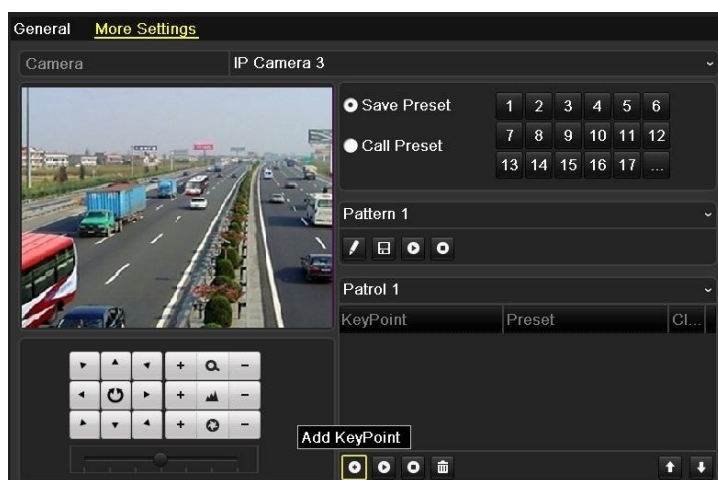 General More Settings
Camera IP Camera 3
Save Preset 1 2 3 4 5 6
Call Preset 7 8 9 10 11 12
13 14 15 16 17 ...
Pattern 1
Patrol 1
KeyPoint Preset Cl...
Add KeyPoint